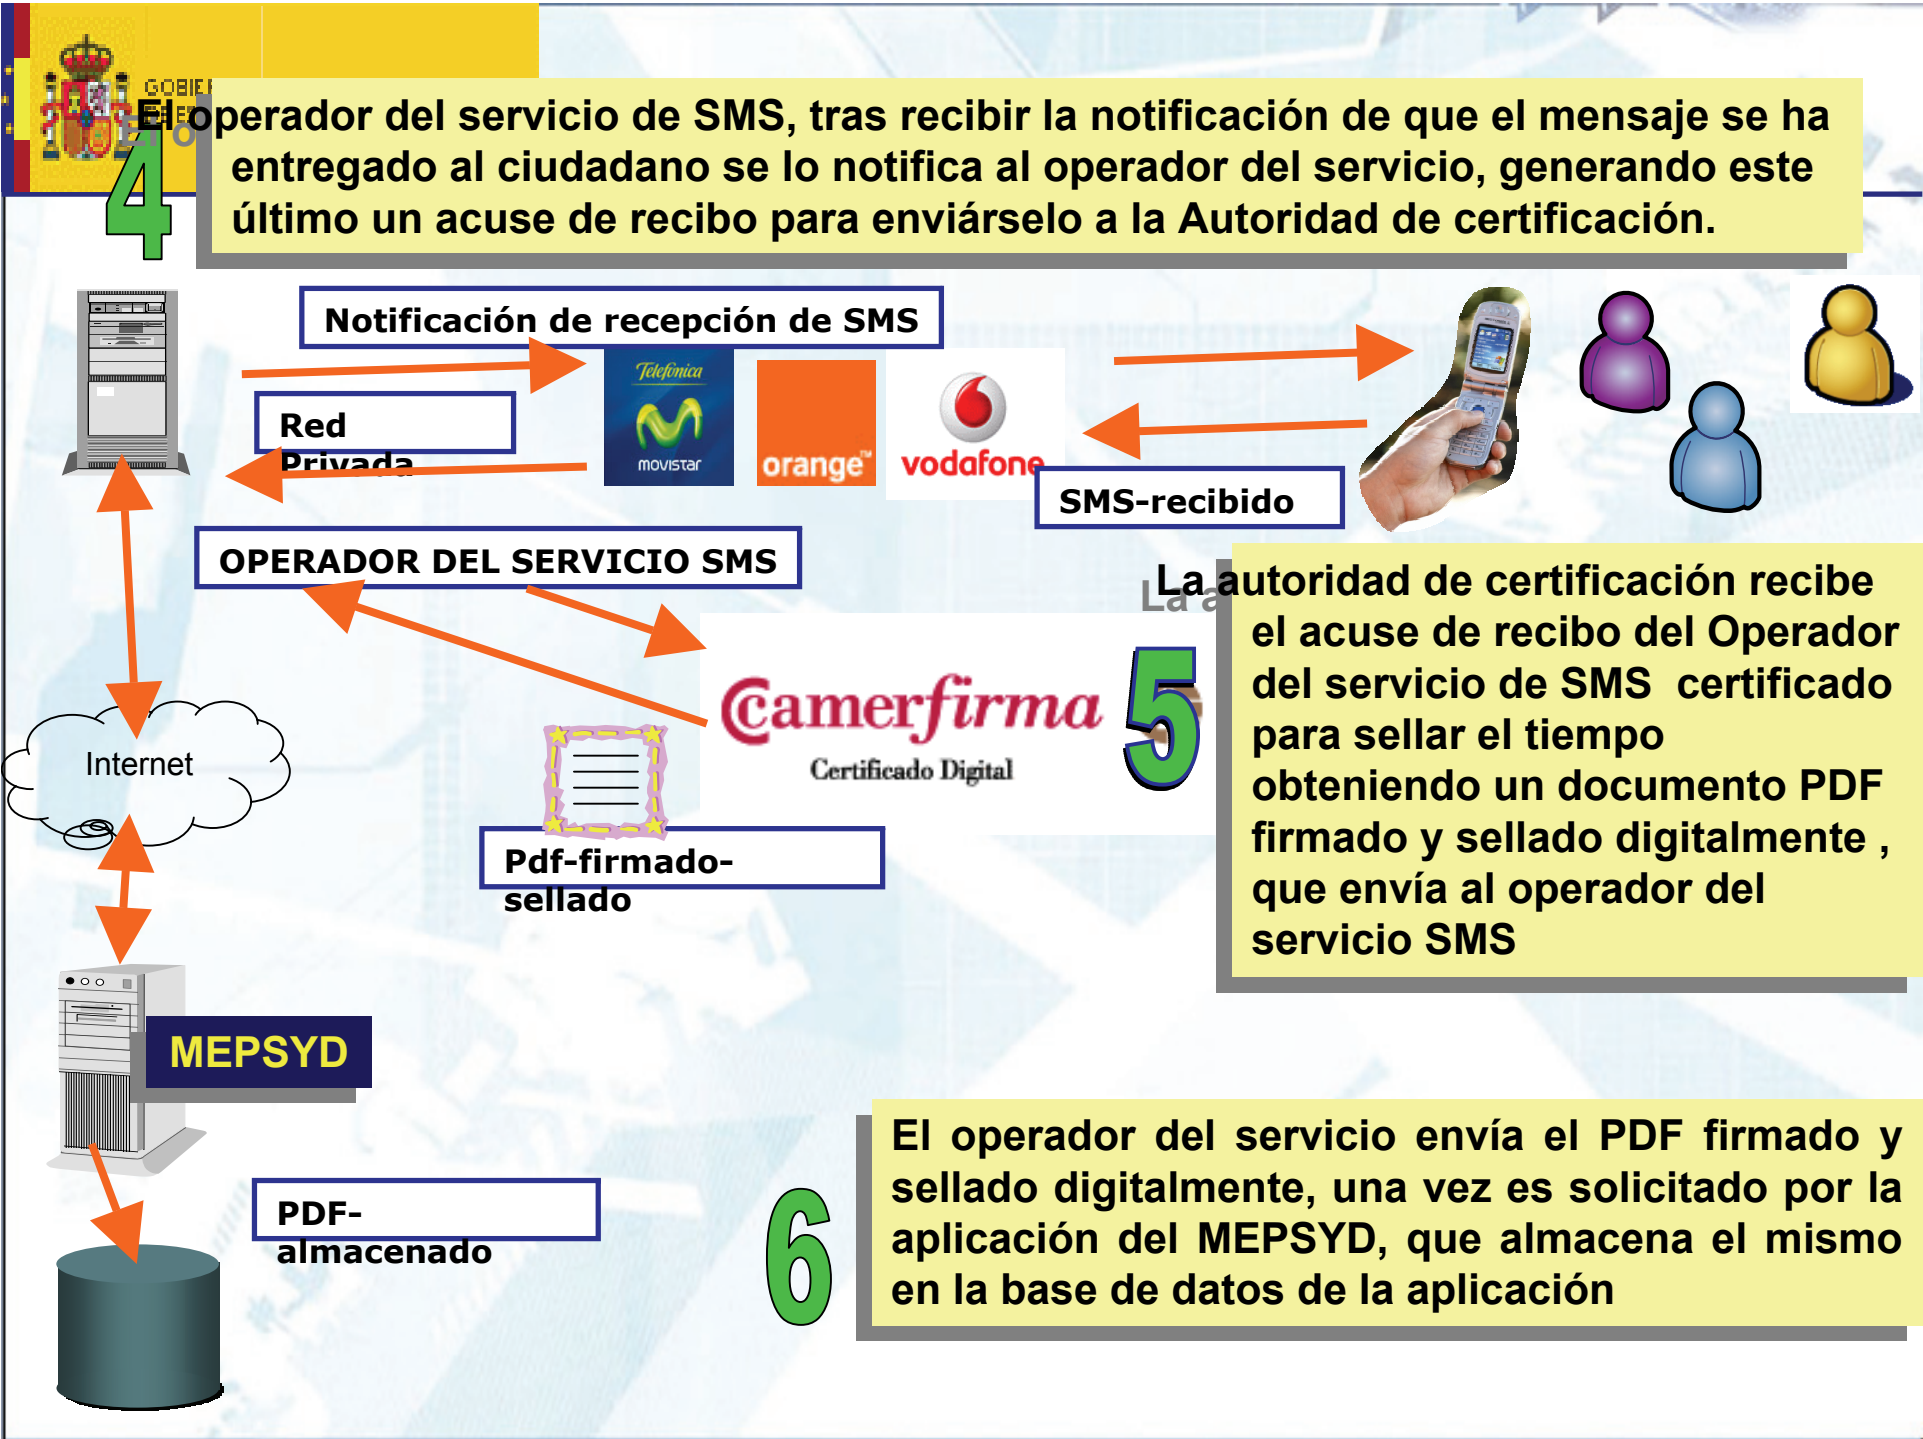 GOBIE
El operador del servicio de SMS, tras recibir la notificación de que el mensaje se ha
entregado al ciudadano se lo notifica al operador del servicio, generando este
último un acuse de recibo para enviárselo a la Autoridad de certificación.
4
Notificación de recepción de SMS
Telefónica
movistar
orange™
vodafone
Red
Privada
SMS-recibido
OPERADOR DEL SERVICIO SMS
La autoridad de certificación recibe
el acuse de recibo del Operador
del servicio de SMS certificado
para sellar el tiempo
obteniendo un documento PDF
firmado y sellado digitalmente ,
que envía al operador del
servicio SMS
5
Camerfirma
Certificado Digital
Internet
Pdf-firmado-
sellado
MEPSYD
PDF-
almacenado
6
El operador del servicio envía el PDF firmado y
sellado digitalmente, una vez es solicitado por la
aplicación del MEPSYD, que almacena el mismo
en la base de datos de la aplicación